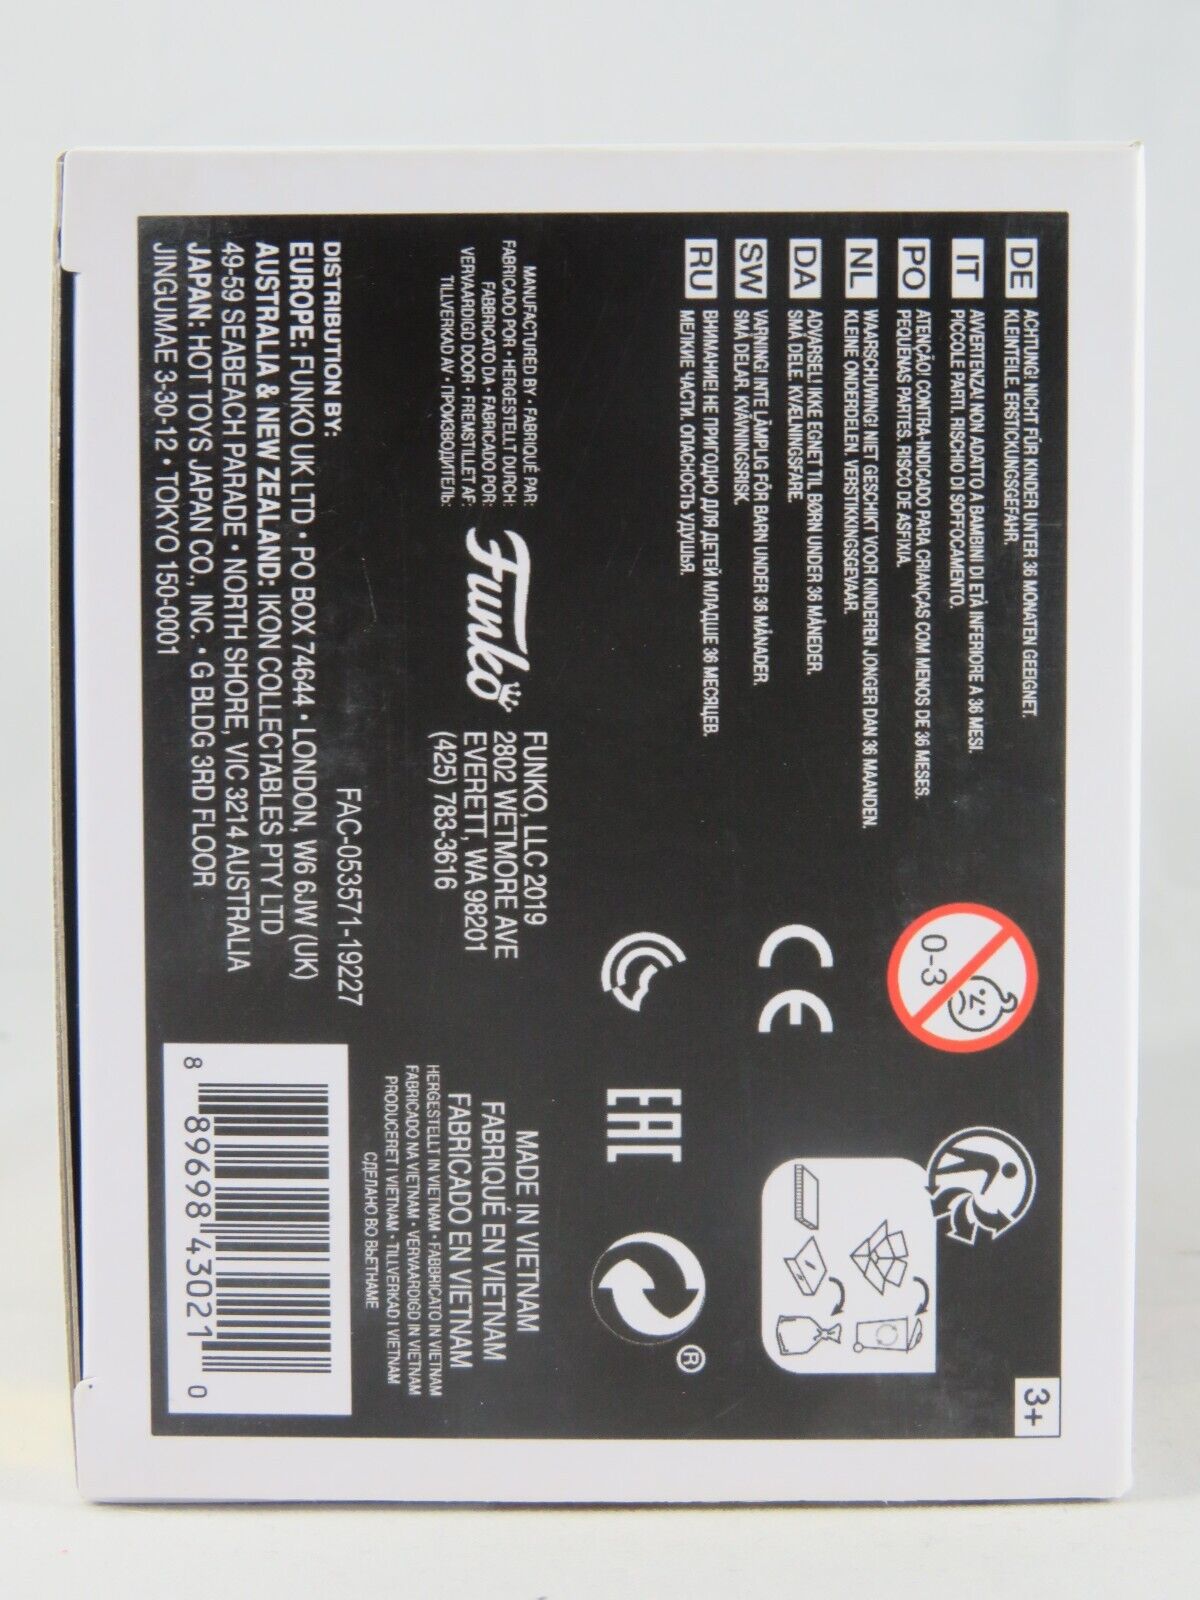 DE ACHTUNG! NICHT FÜR KINDER UNTER 36 MONATEN GEEIGNET.
KLEINTEILE. ERSTICKUNGSGEFAHR.
IT AVVERTENZA! NON ADATTO A BAMBINI DI ETÀ INFERIORE A 36 MESI.
PICCOLE PARTI. RISCHIO DI SOFFOCAMENTO.
PO ATENÇÃO! CONTRA-INDICADO PARA CRIANÇAS COM MENOS DE 36 MESES.
PEQUENAS PARTES. RISCO DE ASFIXIA.
NL WAARSCHUWING! NIET GESCHIKT VOOR KINDEREN JONGER DAN 36 MAANDEN.
KLEINE ONDERDELEN. VERSTIKKINGSGEVAAR.
DA ADVARSEL! IKKE EGNET TIL BØRN UNDER 36 MÅNEDER.
SMÅ DELE. KVÆLNINGSFARE.
SW VARNING! INTE LÄMPLIG FÖR BARN UNDER 36 MÅNADER.
SMÅ DELAR. KVÄVNINGSRISK.
RU ВНИМАНИЕ! НЕ ПРИГОДНО ДЛЯ ДЕТЕЙ МЛАДШЕ 36 МЕСЯЦЕВ.
МЕЛКИЕ ЧАСТИ. ОПАСНОСТЬ УДУШЬЯ.
3+
0-3
CE
EAC
®
MANUFACTURED BY • FABRIQUÉ PAR:
FABRICADO POR • HERGESTELLT DURCH:
FABBRICATO DA • FABRICADO POR:
VERVAARDIGD DOOR • FREMSTILLET AF:
TILLVERKAD AV • ПРОИЗВОДИТЕЛЬ:
Funko
FUNKO, LLC 2019
2802 WETMORE AVE
EVERETT, WA 98201
(425) 783-3616
MADE IN VIETNAM
FABRIQUÉ EN VIETNAM
FABRICADO EN VIETNAM
HERGESTELLT IN VIETNAM • FABBRICATO IN VIETNAM
FABRICADO NA VIETNAM • VERVAARDIGD IN VIETNAM
PRODUCERET I VIETNAM • TILLVERKAD I VIETNAM
СДЕЛАНО ВО ВЬЕТНАМЕ
FAC-053571-19227
DISTRIBUTION BY:
EUROPE: FUNKO UK LTD • PO BOX 74644 • LONDON, W6 6JW (UK)
AUSTRALIA & NEW ZEALAND: IKON COLLECTABLES PTY LTD
49-59 SEABEACH PARADE • NORTH SHORE, VIC 3214 AUSTRALIA
JAPAN: HOT TOYS JAPAN CO., INC. • G BLDG 3RD FLOOR
JINGUMAE 3-30-12 • TOKYO 150-0001
8 89698 43021 0